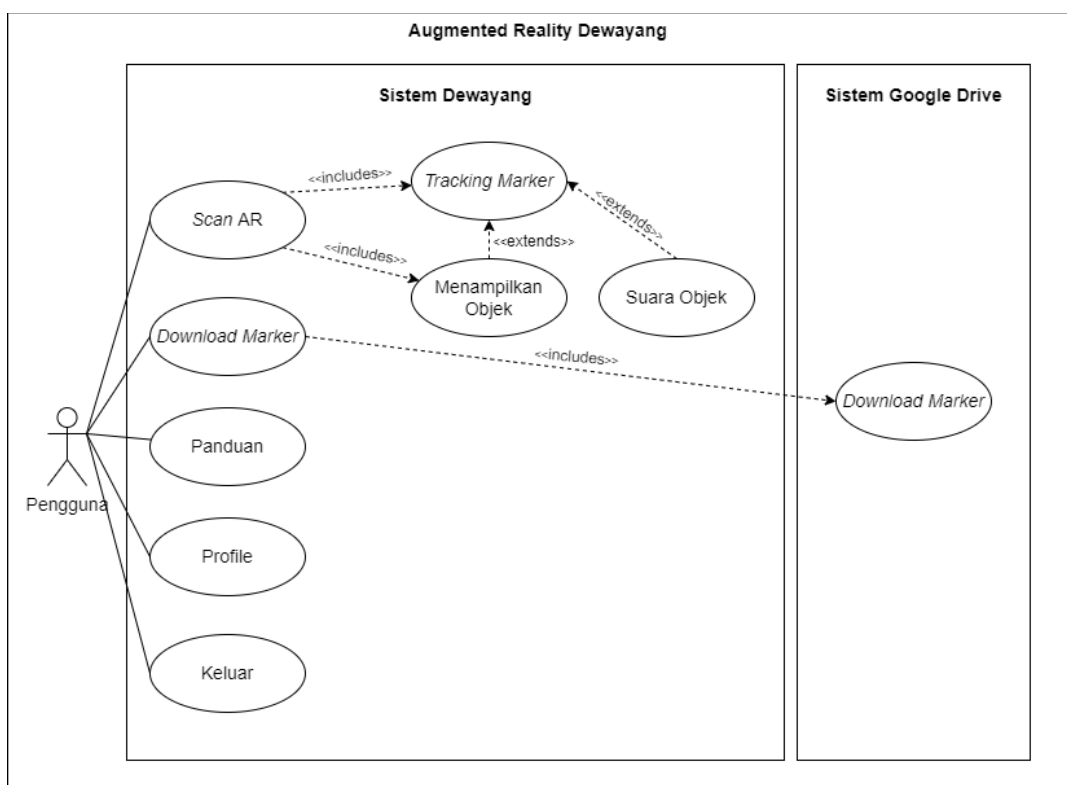 Augmented Reality Dewayang
Sistem Dewayang
Sistem Google Drive
<<includes>>
Tracking Marker
Scan AR
<<extends>>
<<includes>>
<<extends>>
Menampilkan
Objek
Suara Objek
Download Marker
<<includes>>
Download Marker
Panduan
Pengguna
Profile
Keluar